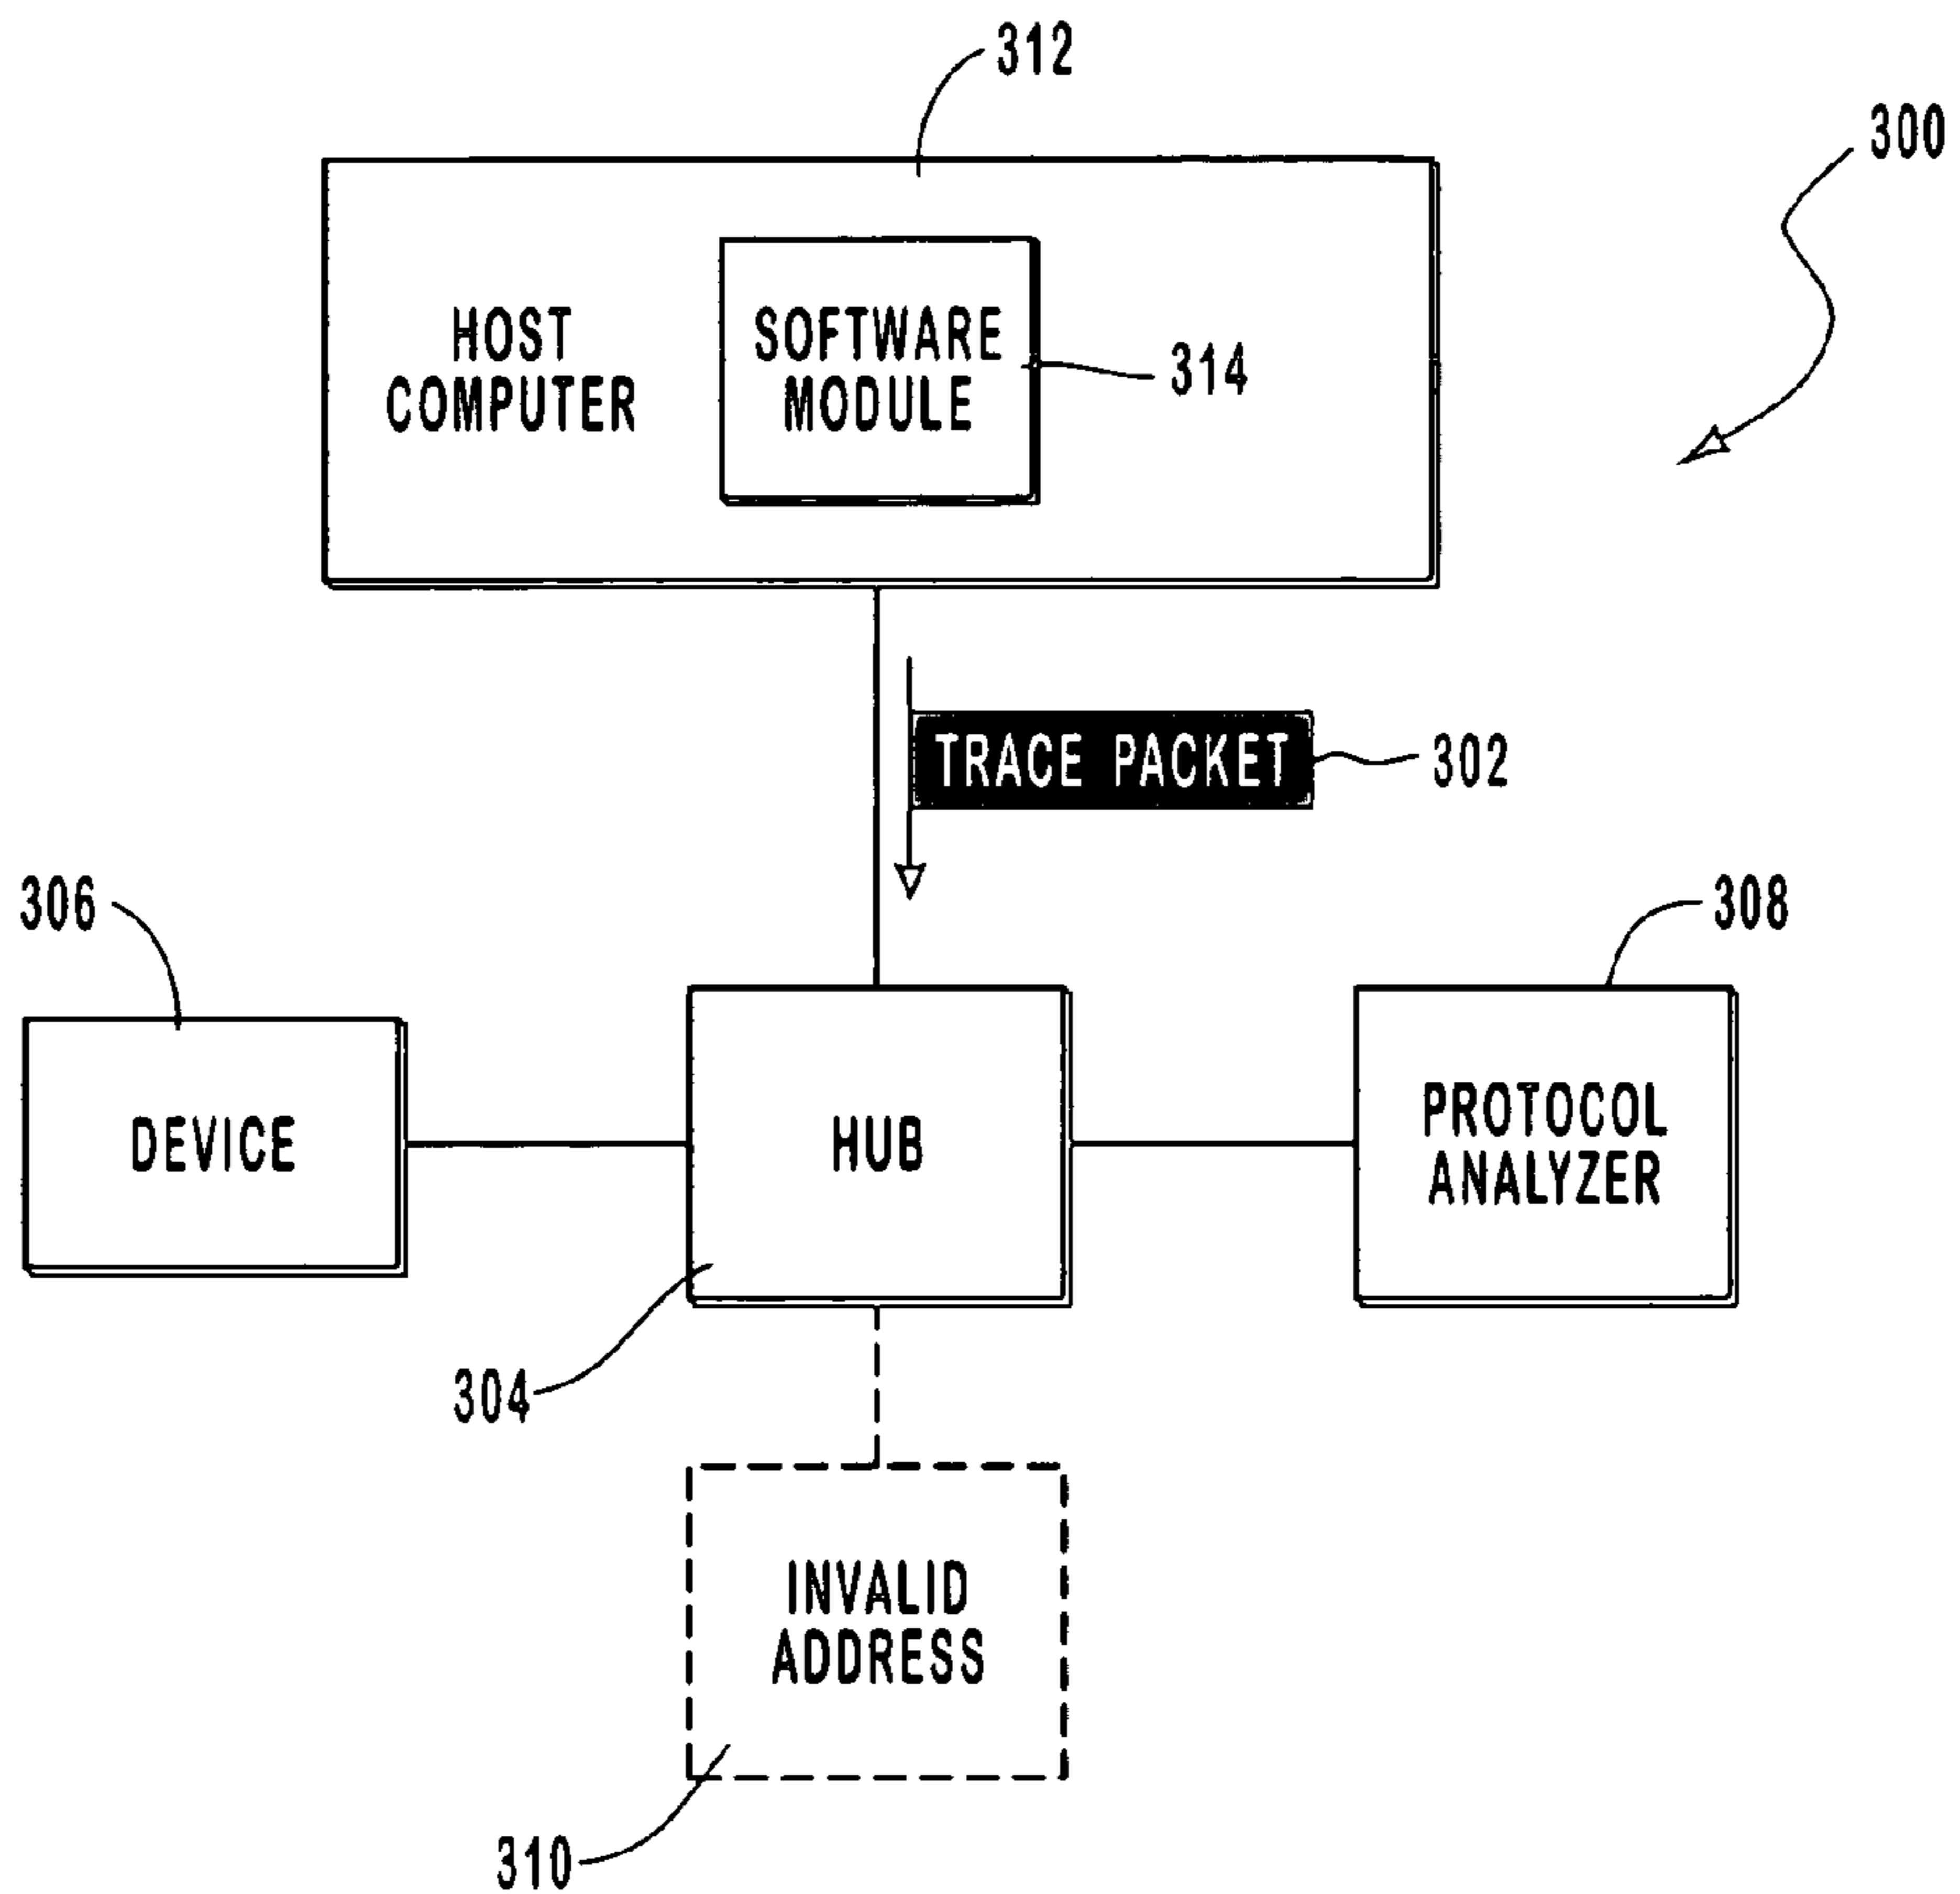 312
300
HOST
COMPUTER
SOFTWARE
MODULE
314
TRACE PACKET
302
306
308
DEVICE
HUB
PROTOCOL
ANALYZER
304
INVALID
ADDRESS
310